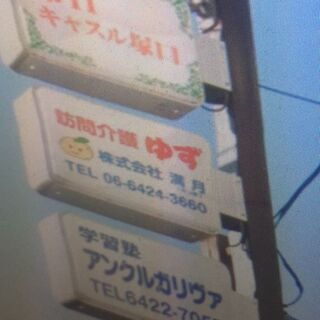 キャスル塚口
訪問介護 ゆず
株式会社 満月
TEL 06-6424-3660
学習塾
アンクルガリヴァ